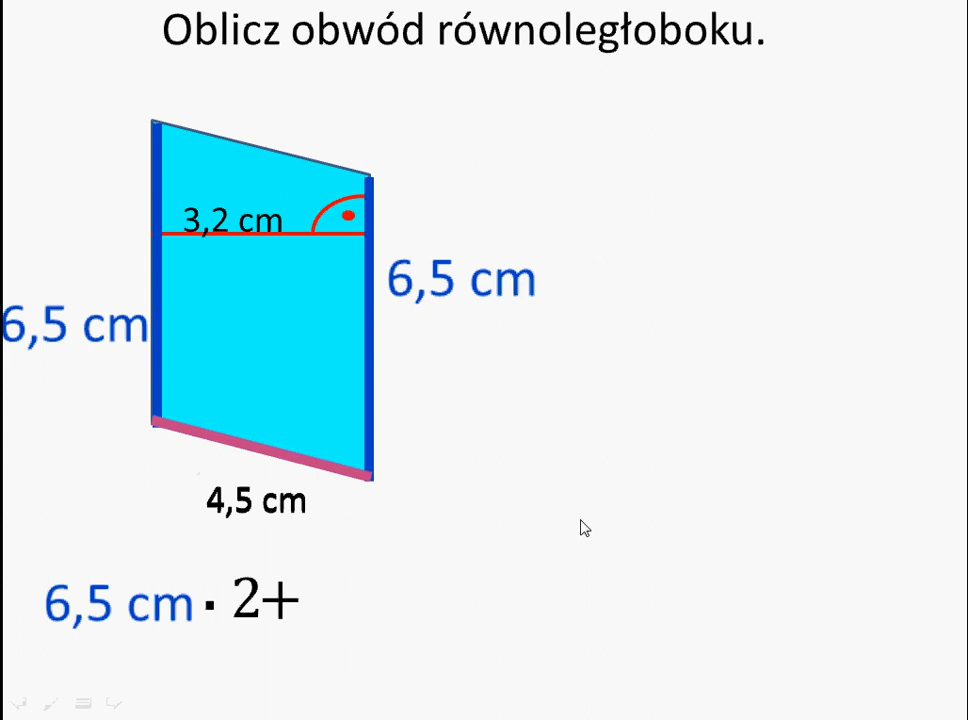 Oblicz obwód równoległoboku.
3,2 cm
6,5 cm
6,5 cm
4,5 cm
6,5 cm · 2+